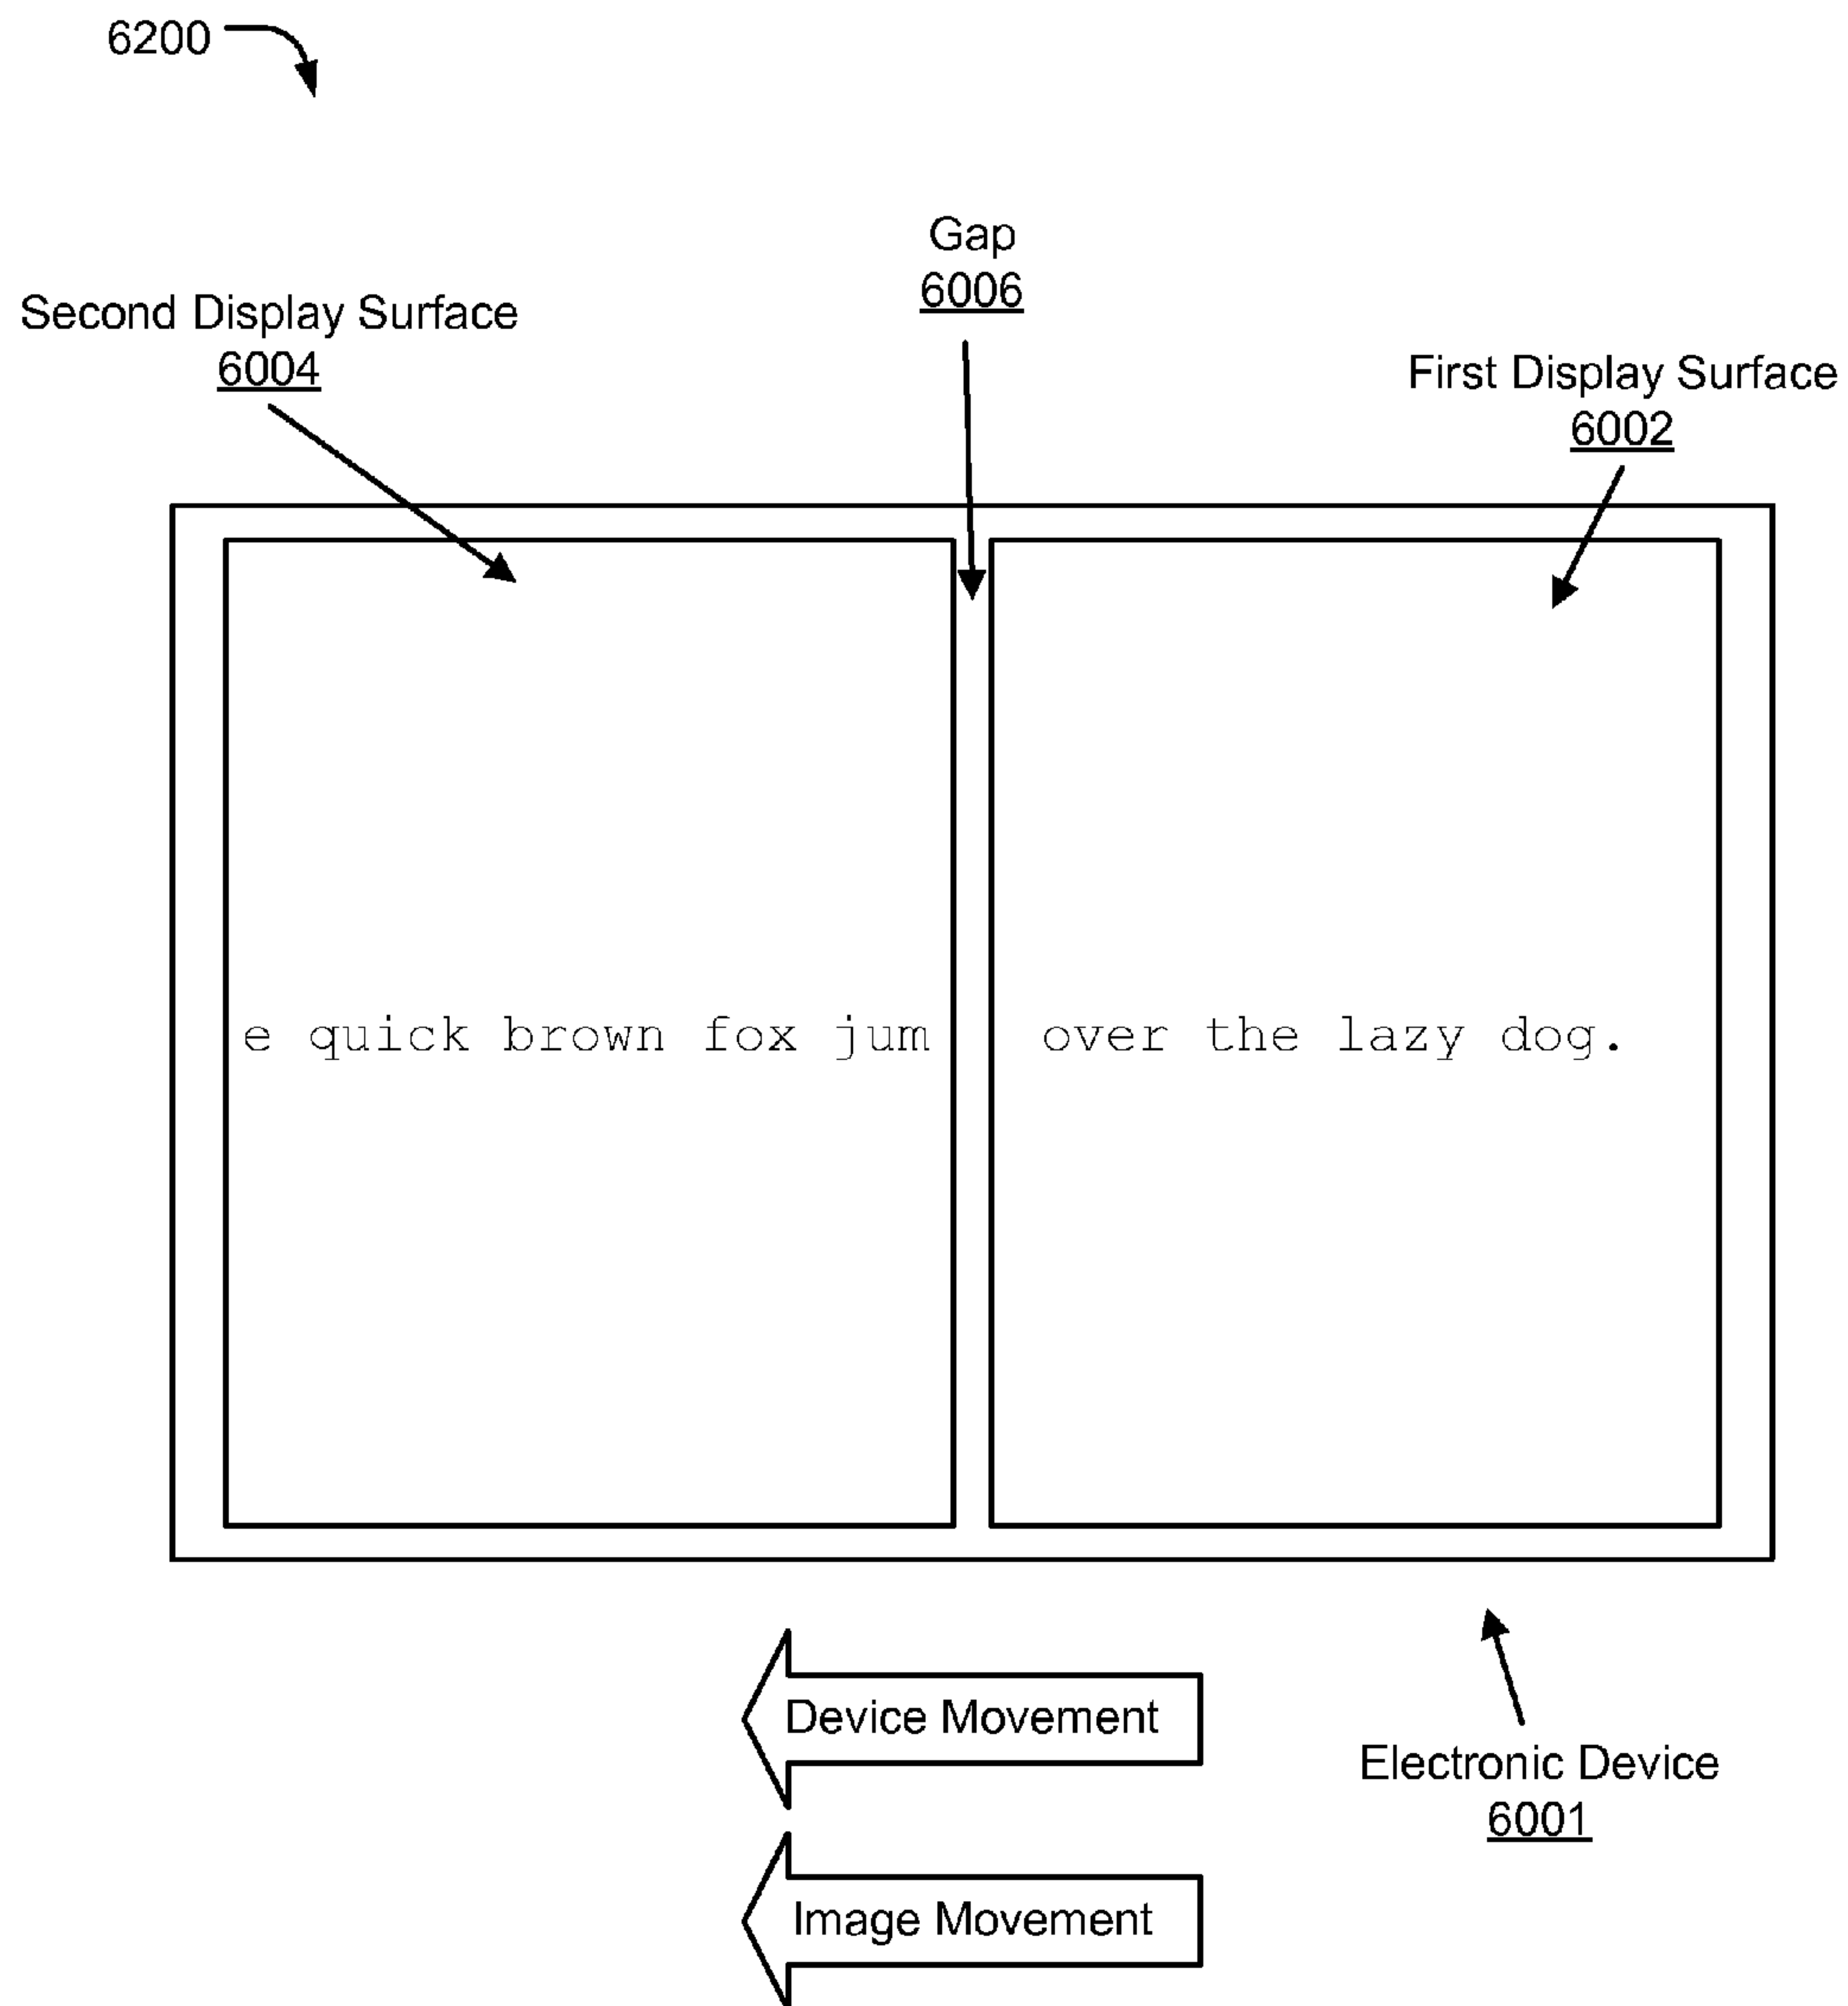 6200
Gap
6006
Second Display Surface
6004
First Display Surface
6002
e quick brown fox jum over the lazy dog.
Device Movement
Electronic Device
6001
Image Movement